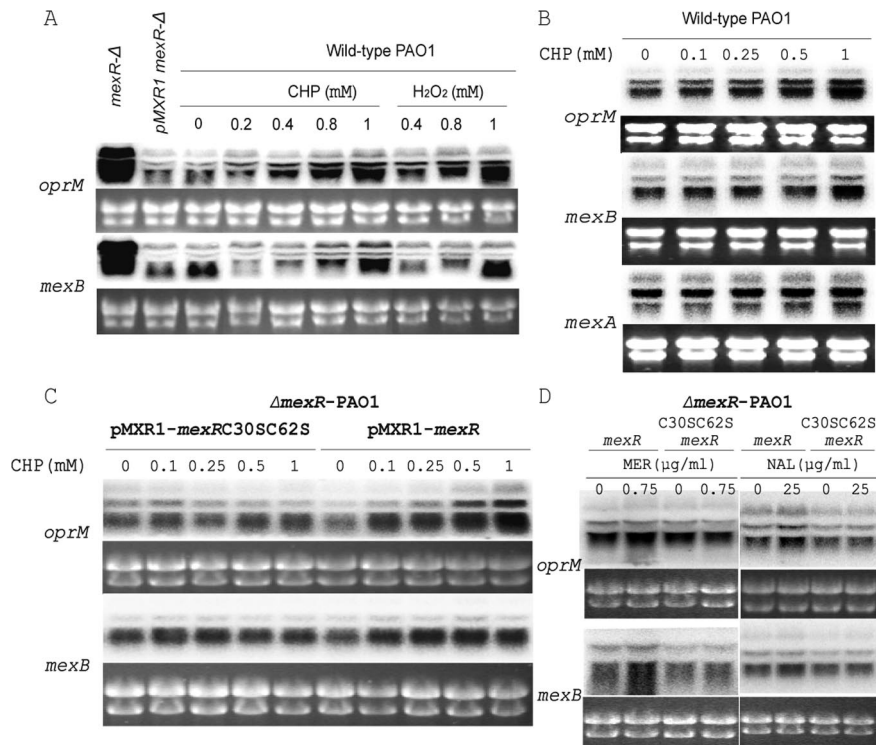 A
mexR-Δ
pMXR1 mexR-Δ
Wild-type PAO1
CHP (mM)
H₂O₂ (mM)
0 0.2 0.4 0.8 1 0.4 0.8 1
oprM
mexB
B
Wild-type PAO1
CHP(mM) 0 0.1 0.25 0.5 1
oprM
mexB
mexA
C
ΔmexR-PAO1
pMXR1-mexRC30SC62S pMXR1-mexR
CHP(mM) 0 0.1 0.25 0.5 1 0 0.1 0.25 0.5 1
oprM
mexB
D
ΔmexR-PAO1
C30SC62S C30SC62S
mexR mexR mexR mexR
MER(µg/ml) NAL(µg/ml)
0 0.75 0 0.75 0 25 0 25
oprM
mexB